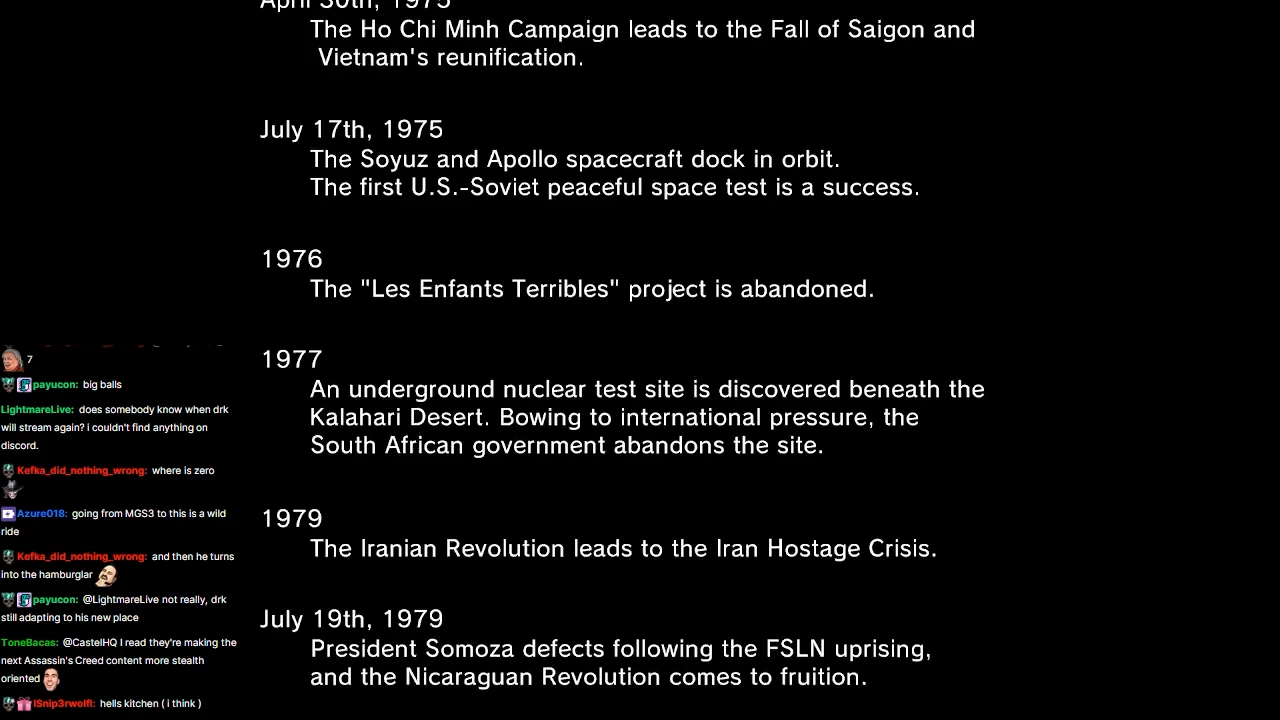 April 30th, 1975
The Ho Chi Minh Campaign leads to the Fall of Saigon and
Vietnam's reunification.
July 17th, 1975
The Soyuz and Apollo spacecraft dock in orbit.
The first U.S.-Soviet peaceful space test is a success.
1976
The "Les Enfants Terribles" project is abandoned.
1977
An underground nuclear test site is discovered beneath the
Kalahari Desert. Bowing to international pressure, the
South African government abandons the site.
1979
The Iranian Revolution leads to the Iran Hostage Crisis.
July 19th, 1979
President Somoza defects following the FSLN uprising,
and the Nicaraguan Revolution comes to fruition.
7
payucon: big balls
LightmareLive: does somebody know when drk
will stream again? i couldn't find anything on
discord.
Kefka_did_nothing_wrong: where is zero
Azure018: going from MGS3 to this is a wild
ride
Kefka_did_nothing_wrong: and then he turns
into the hamburglar
payucon: @LightmareLive not really, drk
still adapting to his new place
ToneBacas: @CastelHQ I read they're making the
next Assassin's Creed content more stealth
oriented
ISnip3rwolfI: hells kitchen ( i think )